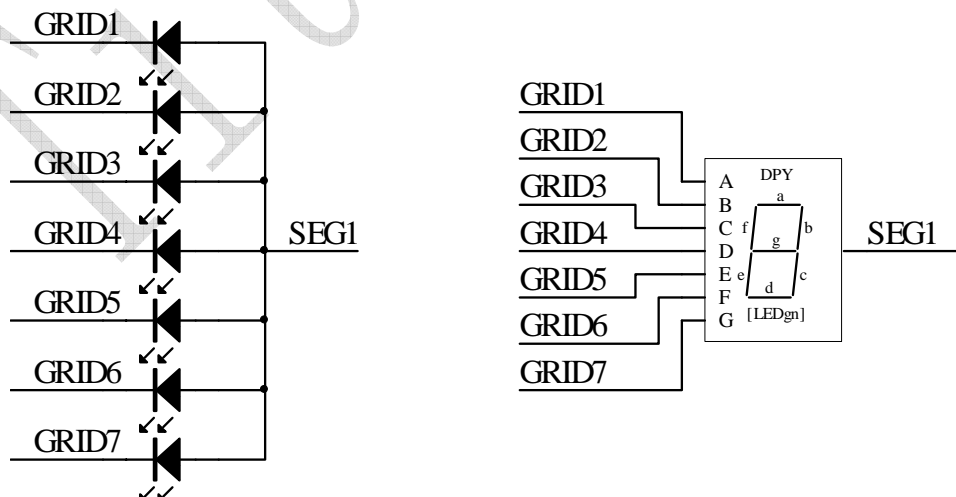 GRID1
GRID2
GRID3
GRID4
GRID5
GRID6
GRID7
SEG1
GRID1
GRID2
GRID3
GRID4
GRID5
GRID6
GRID7
A
B
C
D
E
F
G
DPY
a
f
b
g
e
c
d
[LEDgn]
SEG1